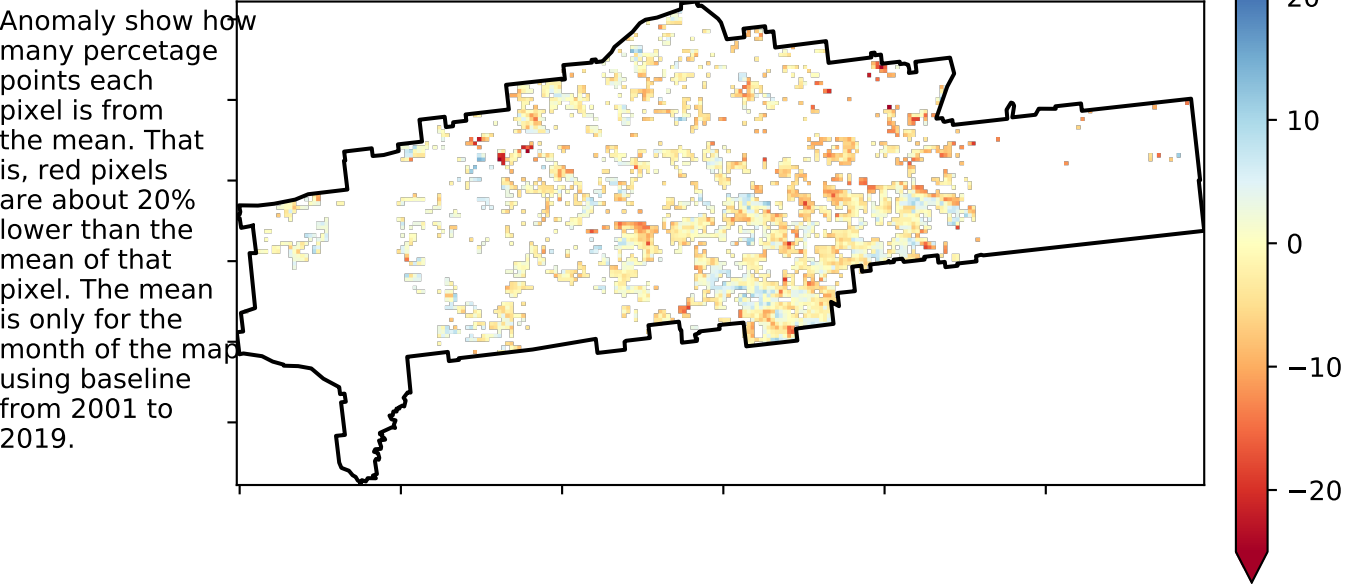 Anomaly show how
many percetage
points each
pixel is from
the mean. That
is, red pixels
are about 20%
lower than the
mean of that
pixel. The mean
is only for the
month of the map
using baseline
from 2001 to
2019.
20
10
0
−10
−20